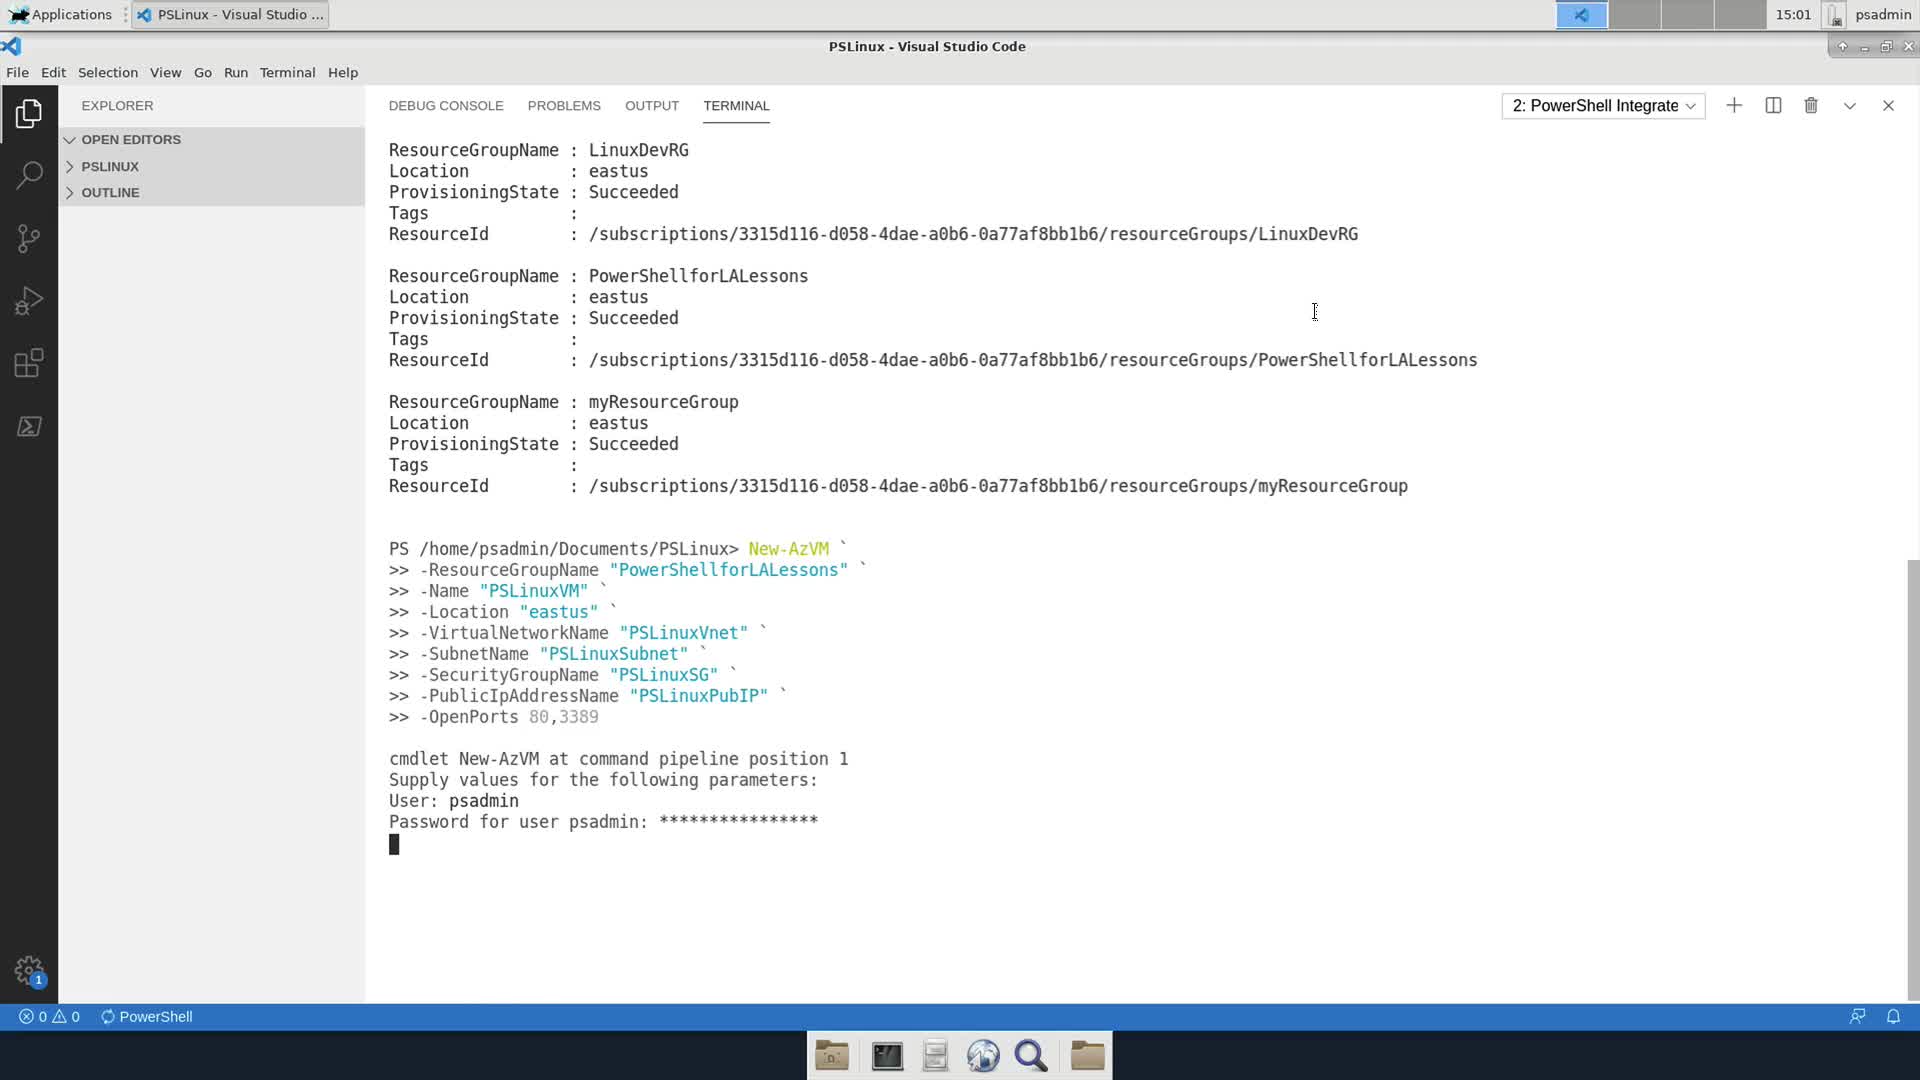 Applications
PSLinux - Visual Studio ...
15:01
psadmin
PSLinux - Visual Studio Code
File Edit Selection View Go Run Terminal Help
EXPLORER
OPEN EDITORS
PSLINUX
OUTLINE
DEBUG CONSOLE PROBLEMS OUTPUT TERMINAL
2: PowerShell Integrate
ResourceGroupName : LinuxDevRG
Location : eastus
ProvisioningState : Succeeded
Tags :
ResourceId : /subscriptions/3315d116-d058-4dae-a0b6-0a77af8bb1b6/resourceGroups/LinuxDevRG
ResourceGroupName : PowerShellforLALessons
Location : eastus
ProvisioningState : Succeeded
Tags :
ResourceId : /subscriptions/3315d116-d058-4dae-a0b6-0a77af8bb1b6/resourceGroups/PowerShellforLALessons
ResourceGroupName : myResourceGroup
Location : eastus
ProvisioningState : Succeeded
Tags :
ResourceId : /subscriptions/3315d116-d058-4dae-a0b6-0a77af8bb1b6/resourceGroups/myResourceGroup
PS /home/psadmin/Documents/PSLinux> New-AzVM `
>> -ResourceGroupName "PowerShellforLALessons" `
>> -Name "PSLinuxVM" `
>> -Location "eastus" `
>> -VirtualNetworkName "PSLinuxVnet" `
>> -SubnetName "PSLinuxSubnet" `
>> -SecurityGroupName "PSLinuxSG" `
>> -PublicIpAddressName "PSLinuxPubIP" `
>> -OpenPorts 80,3389
cmdlet New-AzVM at command pipeline position 1
Supply values for the following parameters:
User: psadmin
Password for user psadmin: ****************
1
0 0 PowerShell